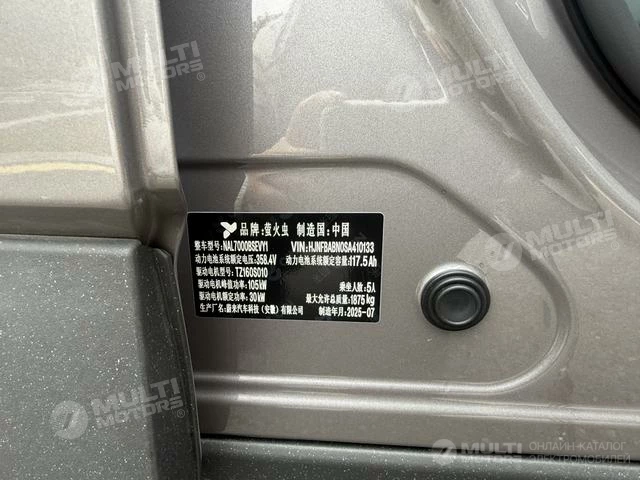 MULTI
MOTORS®
MULTI
MOTORS®
品牌:萤火虫 制造国:中国
整车型号:NAL7000BSEV11 VIN:HJNFBABN0SA410133
动力电池系统额定电压:358.4V 动力电池系统额定容量:117.5Ah
驱动电机型号:TZ160S010
驱动电机峰值功率:105kW 乘坐人数:5人
驱动电机额定功率:30kW 最大允许总质量:1875kg
生产厂名:蔚来汽车科技(安徽)有限公司 制造年月:2025-07
MULTI
MOTORS®
MULTI
ОНЛАЙН-КАТАЛОГ
ЭЛЕКТРОМОБИЛЕЙ